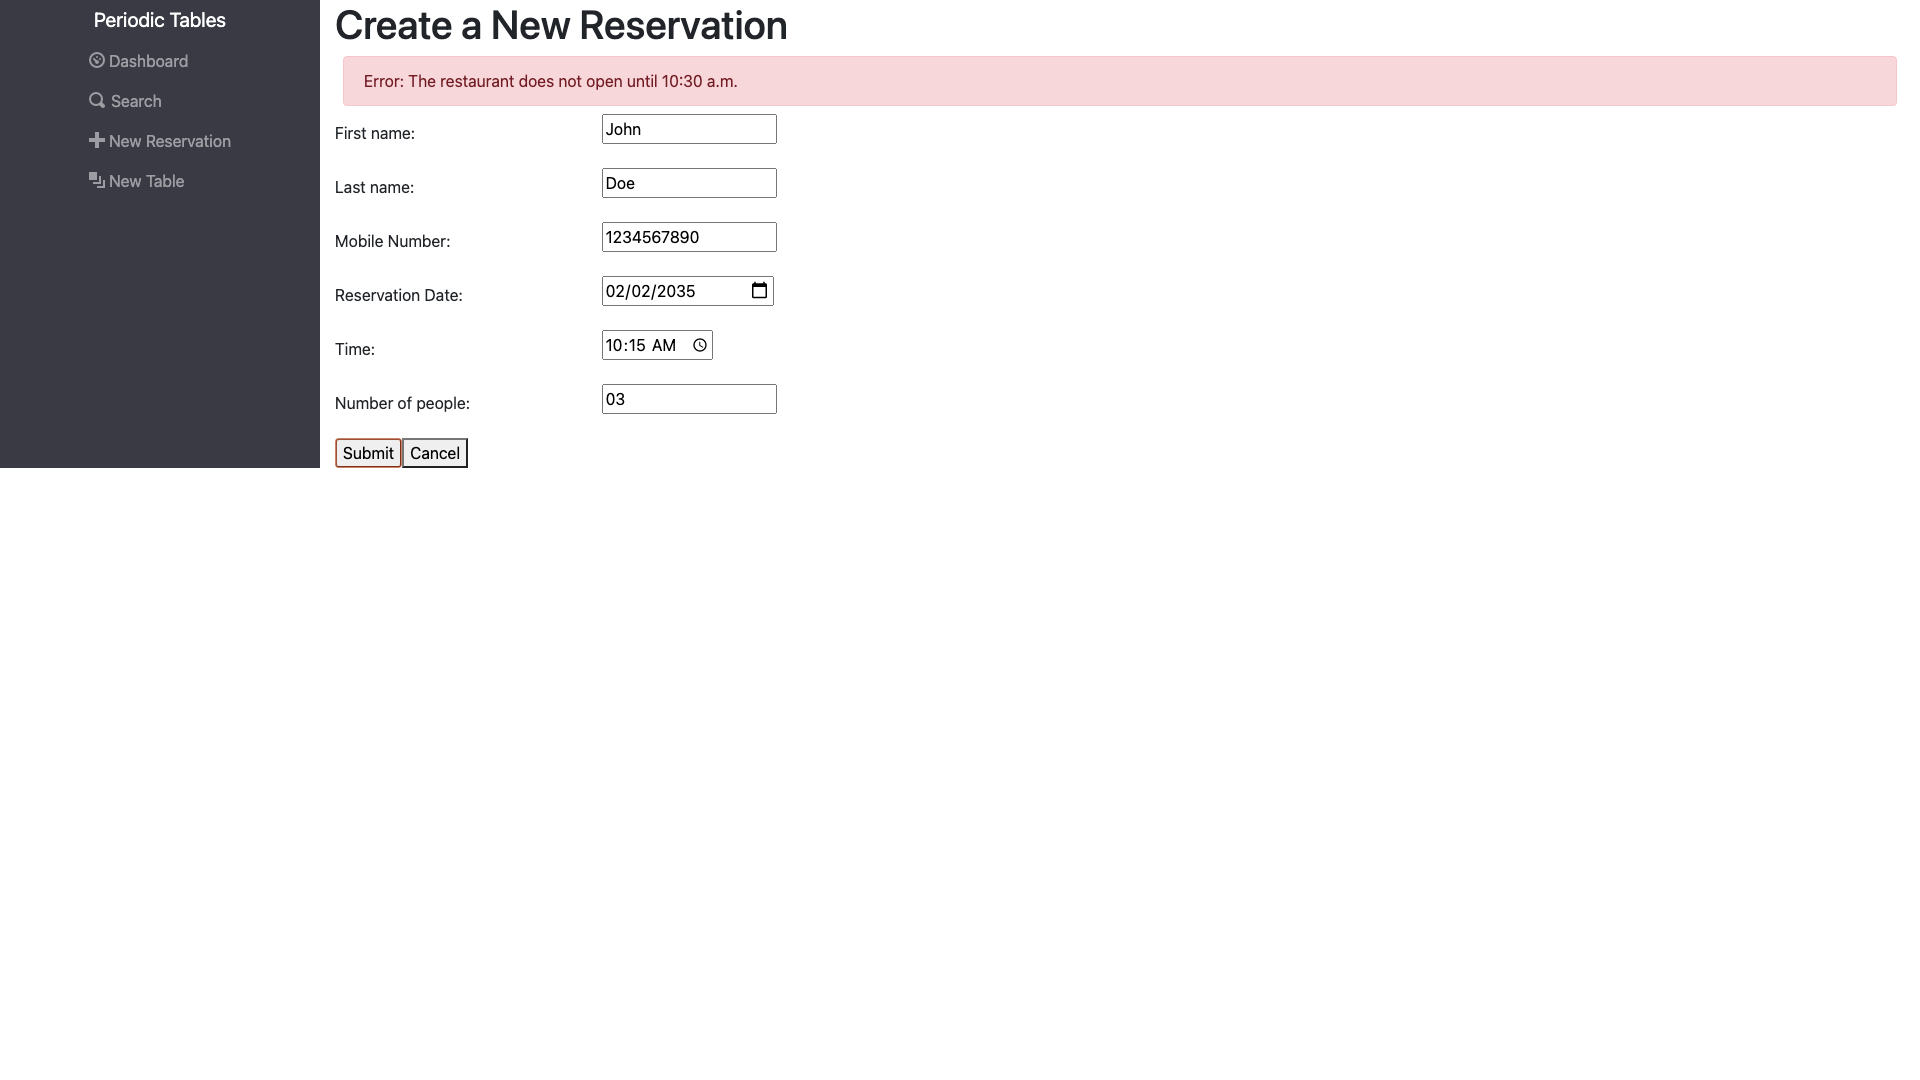 Periodic Tables
Dashboard
Search
New Reservation
New Table
Create a New Reservation
Error: The restaurant does not open until 10:30 a.m.
First name: John
Last name: Doe
Mobile Number: 1234567890
Reservation Date: 02/02/2035
Time: 10:15 AM
Number of people: 03
Submit Cancel